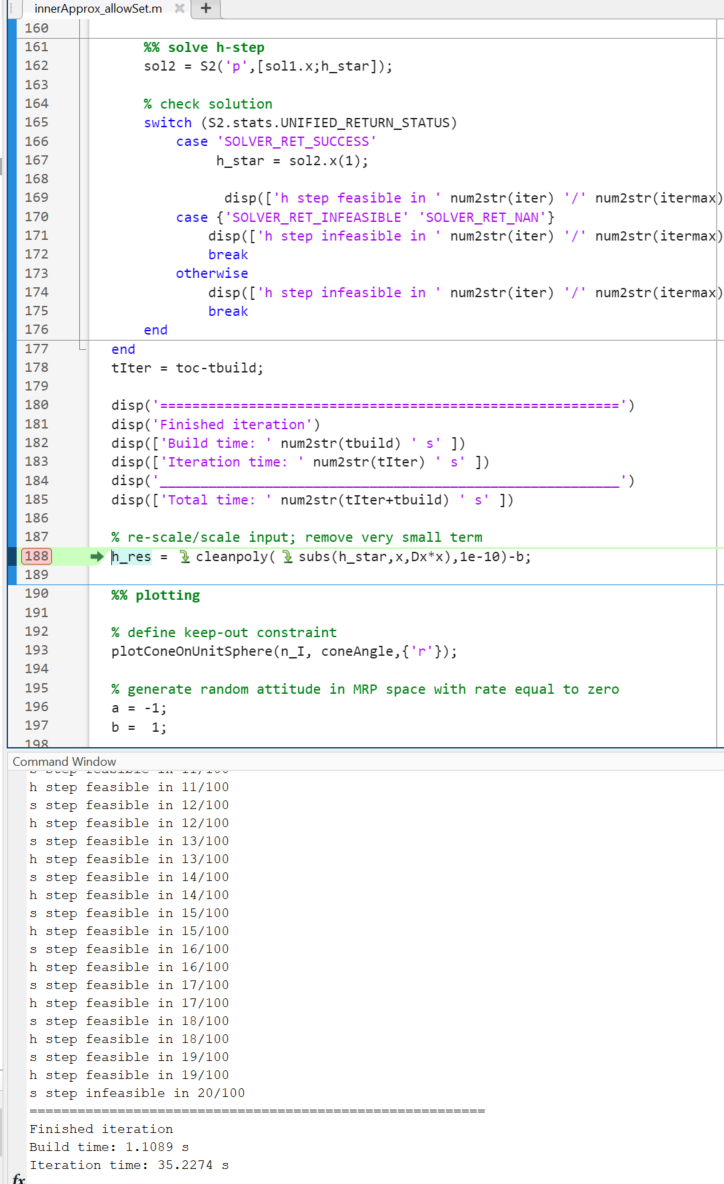 innerApprox_allowSet.m × +
160
161 %% solve h-step
162 sol2 = S2('p',[sol1.x;h_star]);
163
164 % check solution
165 switch (S2.stats.UNIFIED_RETURN_STATUS)
166 case 'SOLVER_RET_SUCCESS'
167 h_star = sol2.x(1);
168
169 disp(['h step feasible in ' num2str(iter) '/' num2str(itermax)
170 case {'SOLVER_RET_INFEASIBLE' 'SOLVER_RET_NAN'}
171 disp(['h step infeasible in ' num2str(iter) '/' num2str(itermax)
172 break
173 otherwise
174 disp(['h step infeasible in ' num2str(iter) '/' num2str(itermax)
175 break
176 end
177 end
178 tIter = toc-tbuild;
179
180 disp('=========================================================')
181 disp('Finished iteration')
182 disp(['Build time: ' num2str(tbuild) ' s' ])
183 disp(['Iteration time: ' num2str(tIter) ' s' ])
184 disp('_________________________________________________________')
185 disp(['Total time: ' num2str(tIter+tbuild) ' s' ])
186
187 % re-scale/scale input; remove very small term
188 h_res = cleanpoly( subs(h_star,x,Dx*x),1e-10)-b;
189
190 %% plotting
191
192 % define keep-out constraint
193 plotConeOnUnitSphere(n_I, coneAngle,{'r'});
194
195 % generate random attitude in MRP space with rate equal to zero
196 a = -1;
197 b =  1;
198
Command Window
s step feasible in 11/100
h step feasible in 11/100
s step feasible in 12/100
h step feasible in 12/100
s step feasible in 13/100
h step feasible in 13/100
s step feasible in 14/100
h step feasible in 14/100
s step feasible in 15/100
h step feasible in 15/100
s step feasible in 16/100
h step feasible in 16/100
s step feasible in 17/100
h step feasible in 17/100
s step feasible in 18/100
h step feasible in 18/100
s step feasible in 19/100
h step feasible in 19/100
s step infeasible in 20/100
=========================================================
Finished iteration
Build time: 1.1089 s
Iteration time: 35.2274 s
fx